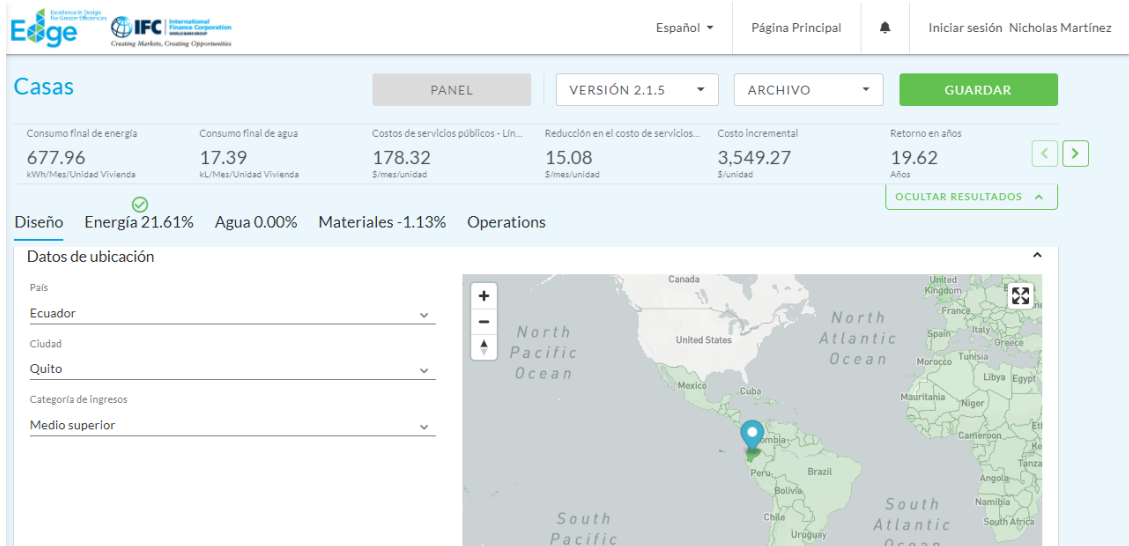 Excellence in Design
For Greater Efficiencies
Edge
IFC International
Finance Corporation
WORLD BANK GROUP
Creating Markets, Creating Opportunities
Español
Página Principal
Iniciar sesión Nicholas Martínez
Casas
PANEL
VERSIÓN 2.1.5
ARCHIVO
GUARDAR
Consumo final de energía
677.96
kWh/Mes/Unidad Vivienda
Consumo final de agua
17.39
kL/Mes/Unidad Vivienda
Costos de servicios públicos - Lín...
178.32
$/mes/unidad
Reducción en el costo de servicios...
15.08
$/mes/unidad
Costo incremental
3,549.27
$/unidad
Retorno en años
19.62
Años
OCULTAR RESULTADOS
Diseño
Energía 21.61%
Agua 0.00%
Materiales -1.13%
Operations
Datos de ubicación
País
Ecuador
Ciudad
Quito
Categoría de ingresos
Medio superior
Canada
United
Kingdom
France
North
Pacific
Ocean
United States
North
Atlantic
Ocean
Spain
Italy
Greece
Morocco
Tunisia
Libya
Egypt
Mexico
Cuba
Mauritania
Niger
Cameroon
Peru
Brazil
Angola
Bolivia
Namibia
Chile
South
Atlantic
Ocean
South Africa
Uruguay
South
Pacific